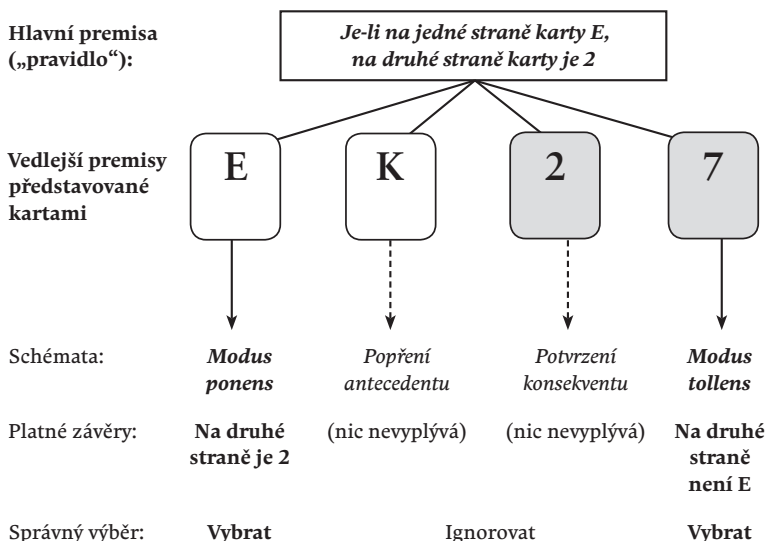 Hlavní premisa
(„pravidlo“):
Je-li na jedné straně karty E,
na druhé straně karty je 2
Vedlejší premisy
představované
kartami
E K 2 7
Schémata: Modus ponens Popření antecedentu Potvrzení konsekventu Modus tollens
Platné závěry: Na druhé straně je 2 (nic nevyplývá) (nic nevyplývá) Na druhé straně není E
Správný výběr: Vybrat Ignorovat Vybrat